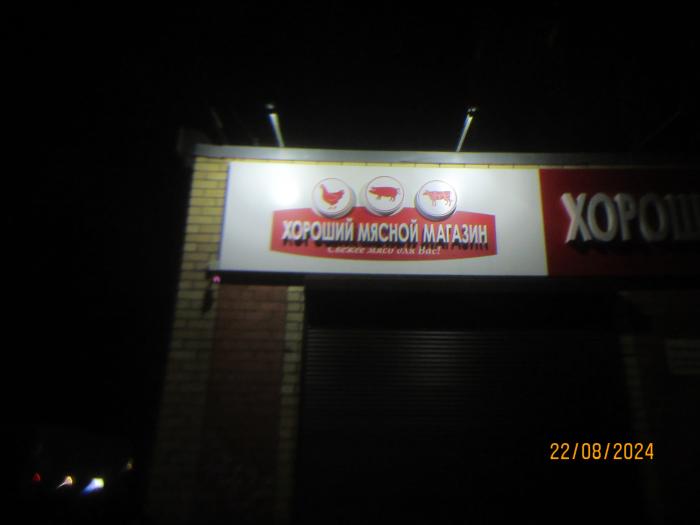 ХОРОШИЙ МЯСНОЙ МАГАЗИН
Свежее мясо для Вас!
ХОРОШ
22/08/2024